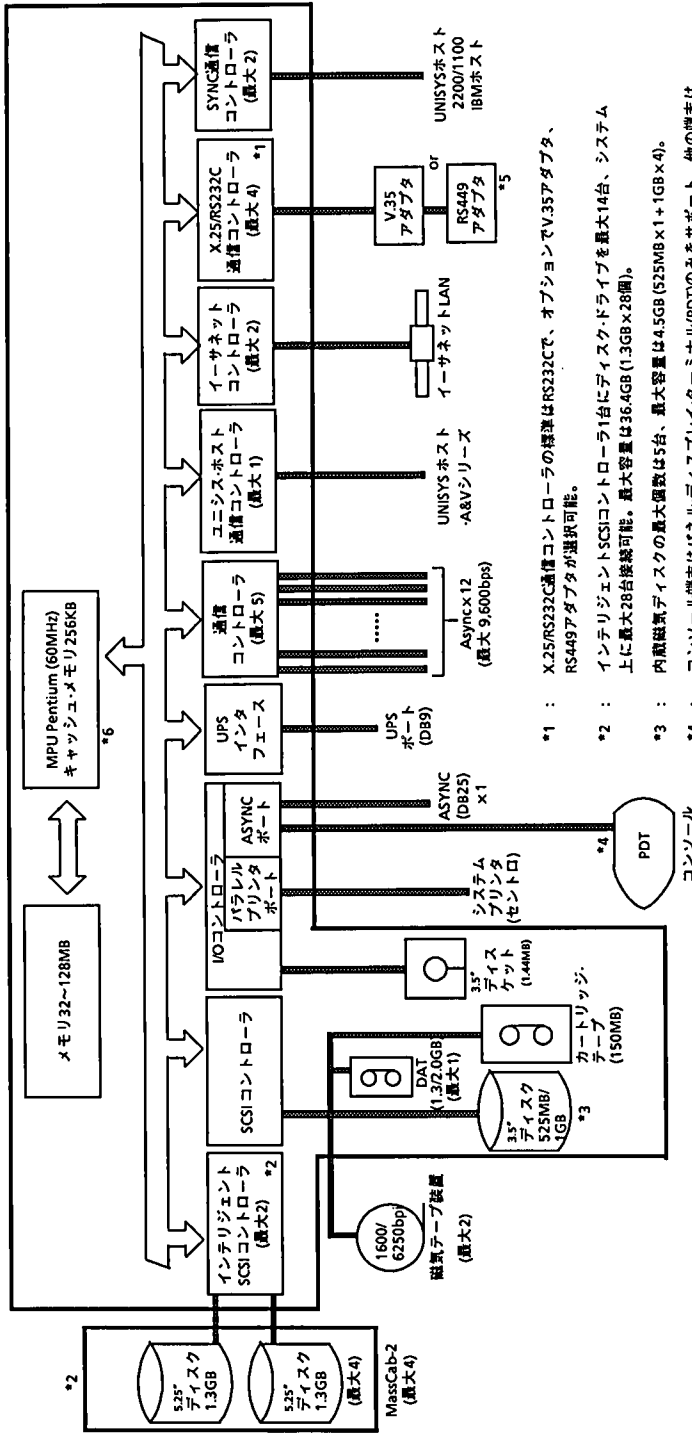 メモリ32~128MB
MPU Pentium (60MHz)
キャッシュ・メモリ256KB
*6
*2
5.25"
ディスク
1.3GB
5.25"
ディスク
1.3GB
(最大4)
MassCab-2
(最大4)
インテリジェント
SCSIコントローラ
(最大2)
*2
SCSIコントローラ
I/Oコントローラ
パラレル
プリンタ
ポート
ASYNC
ポート
UPS
インタ
フェース
通信
コントローラ
(最大 5)
ユニシス・ホスト
通信コントローラ
(最大 1)
イーサネット
コントローラ
(最大 2)
X.25/RS232C
通信コントローラ
(最大 4)
*1
SYNC通信
コントローラ
(最大 2)
1600/
6250bpi
磁気テープ装置
(最大2)
DAT
(1.3/2.0GB)
(最大1)
3.5"
ディスク
525MB/
1GB
*3
カートリッジ・
テープ
(150MB)
3.5"
ディス
ケット
(1.44MB)
システム
プリンタ
(セントロ)
ASYNC
(DB25)
×1
*4
PDT
コンソール
UPS
ポート
(DB9)
Async×12
(最大 9,600bps)
UNISYSホスト
・A&Vシリーズ
イーサネットLAN
V.35
アダプタ
or
RS449
アダプタ
*5
UNISYSホスト
2200/1100
IBMホスト
*1 : X.25/RS232C通信コントローラの標準はRS232Cで、オプションでV.35アダプタ、
RS449アダプタが選択可能。
*2 : インテリジェントSCSIコントローラ1台にディスク・ドライブを最大14台、システム
上に最大28台接続可能。最大容量は36.4GB (1.3GB×28個)。
*3 : 内蔵磁気ディスクの最大個数は5台、最大容量は4.5GB (525MB×1+1GB×4)。
*4 : コンソール端末はパネル・ディスプレイ・ターミナル(PDT)のみをサポート。他の端末は